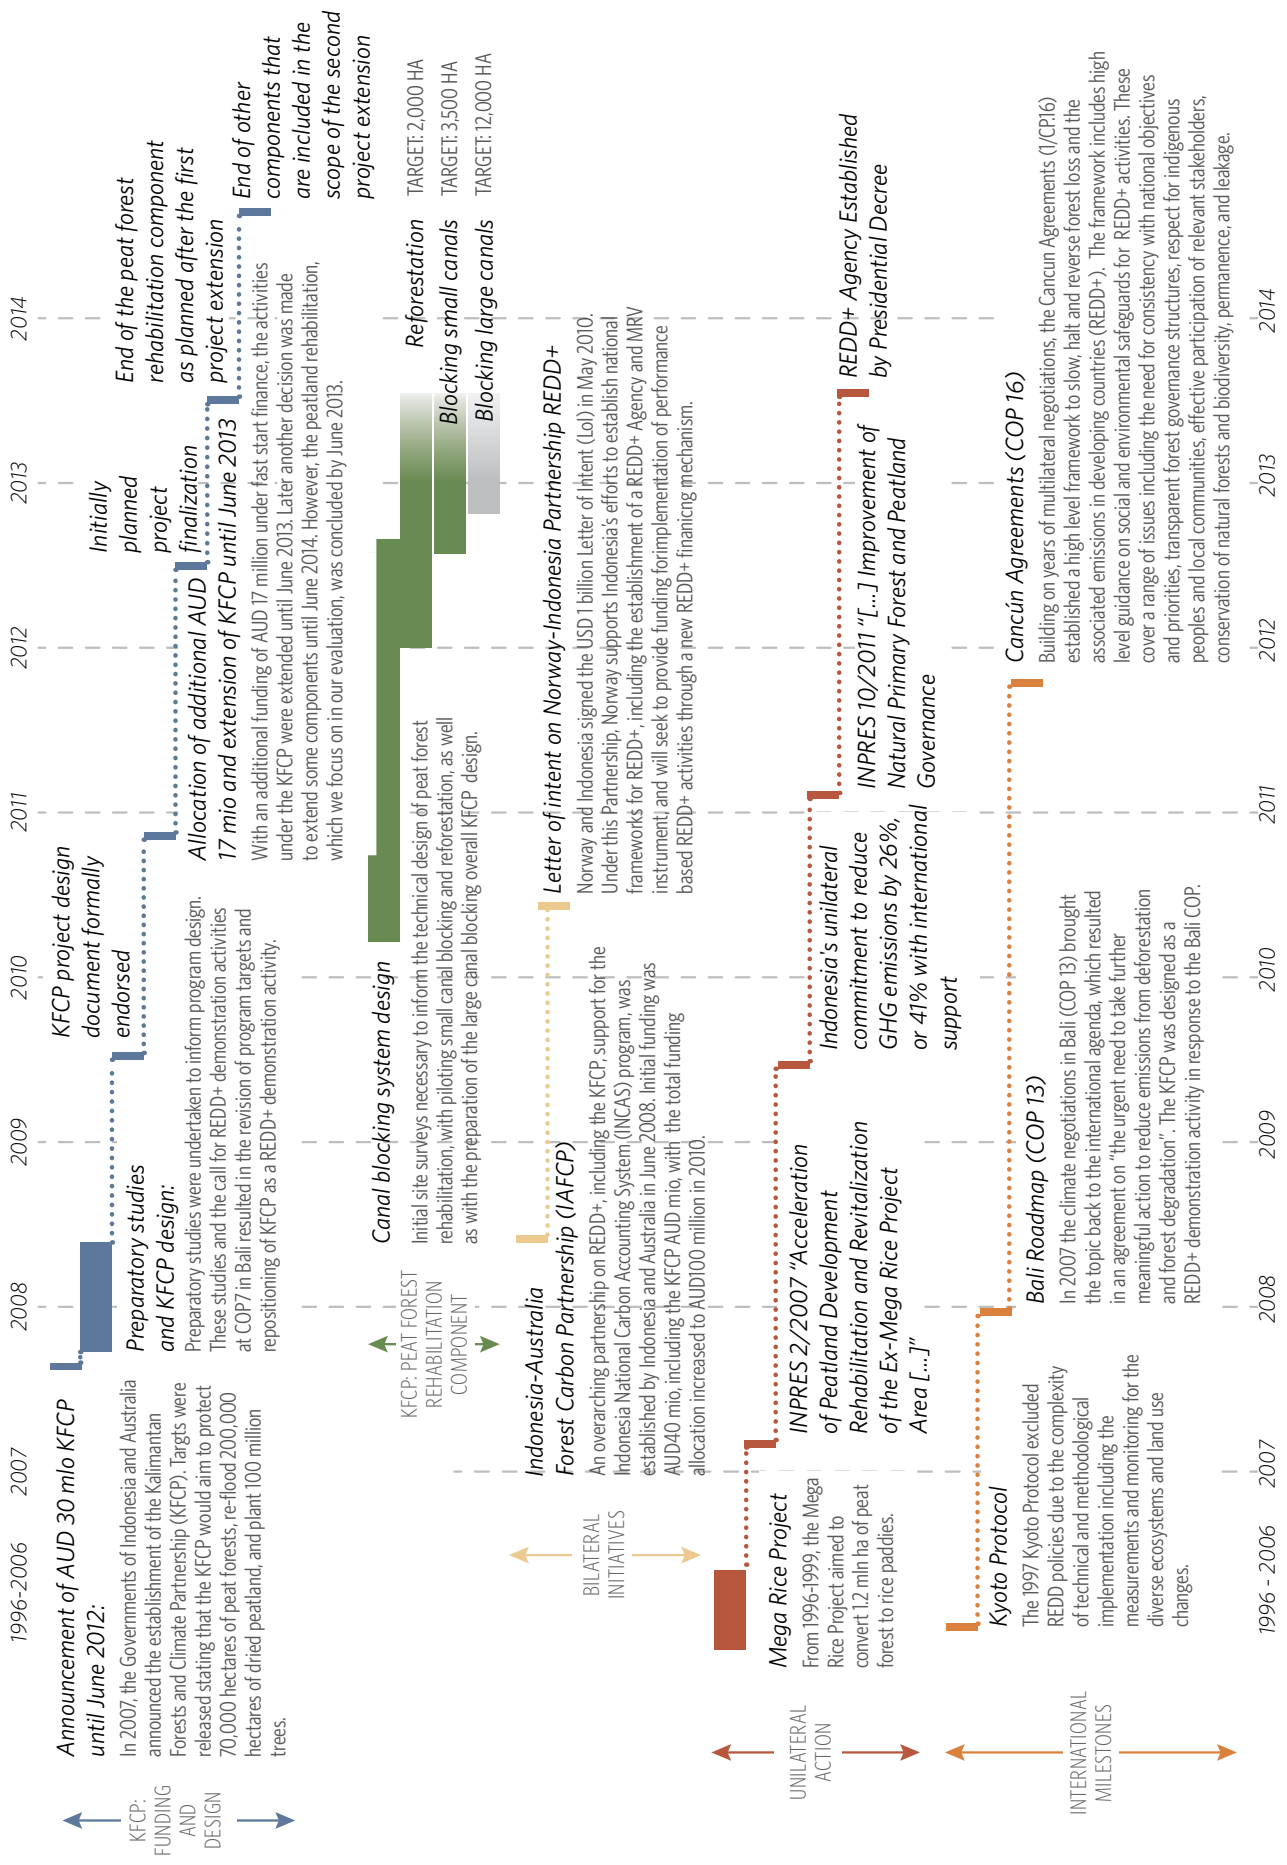 1996-2006
2007
2008
2009
2010
2011
2012
2013
2014
KFCP:
FUNDING
AND
DESIGN
Announcement of AUD 30 mlo KFCP
until June 2012:
In 2007, the Governments of Indonesia and Australia
announced the establishment of the Kalimantan
Forests and Climate Partnership (KFCP). Targts were
released stating that the KFCP would aim to protect
70,000 hectares of peat forests, re-flood 200,000
hectares of dried peatland, and plant 100 million
trees.
Preparatory studies
and KFCP design:
Preparatory studies were undertaken to inform program design.
These studies and the call for REDD+ demonstration activities
at COP7 in Bali resulted in the revision of program targets and
repositioning of KFCP as a REDD+ demonstration activity.
KFCP project design
document formally
endorsed
Allocation of additional AUD
17 mio and extension of KFCP until June 2013
With an additional funding of AUD 17 million under fast start finance, the activities
under the KFCP were extended until June 2013. Later another decision was made
to extend some components until June 2014. However, the peatland rehabilitation,
which we focus on in our evaluation, was concluded by June 2013.
Initially
planned
project
finalization
End of the peat forest
rehabilitation component
as planned after the first
project extension
End of other
components that
are included in the
scope of the second
project extension
KFCP: PEAT FOREST
REHABILITATION
COMPONENT
Canal blocking system design
Initial site surveys necessary to inform the technical design of peat forest
rehabilitation, with piloting small canal blocking and reforestation, as well
as with the preparation of the large canal blocking overall KFCP design.
Reforestation TARGET: 2,000 HA
Blocking small canals TARGET: 3,500 HA
Blocking large canals TARGET: 12,000 HA
BILATERAL
INITIATIVES
Indonesia-Australia
Forest Carbon Partnership (IAFCP)
An overarching partnership on REDD+, including the KFCP, support for the
Indonesia National Carbon Accounting System (INCAS) program, was
established by Indonesia and Australia in June 2008. Initial funding was
AUD40 mio, including the KFCP AUD mio, with the total funding
allocation increased to AUD100 million in 2010.
Letter of intent on Norway-Indonesia Partnership REDD+
Norway and Indonesia signed the USD 1 billion Letter of Intent (LoI) in May 2010.
Under this Partnership, Norway supports Indonesia's efforts to establish national
frameworks for REDD+, including the establishment of a REDD+ Agency and MRV
instrument, and will seek to provide funding forimplementation of performance
based REDD+ activities through a new REDD+ finanicng mechanism.
UNILATERAL
ACTION
Mega Rice Project
From 1996-1999, the Mega
Rice Project aimed to
convert 1.2 mln ha of peat
forest to rice paddies.
INPRES 2/2007 “Acceleration
of Peatland Development
Rehabilitation and Revitalization
of the Ex-Mega Rice Project
Area [...]”
Indonesia's unilateral
commitment to reduce
GHG emissions by 26%,
or 41% with international
support
INPRES 10/2011 “[...] Improvement of
Natural Primary Forest and Peatland
Governance
REDD+ Agency Established
by Presidential Decree
INTERNATIONAL
MILESTONES
Kyoto Protocol
The 1997 Kyoto Protocol excluded
REDD policies due to the complexity
of technical and methodological
implementation including the
measurements and monitoring for the
diverse ecosystems and land use
changes.
Bali Roadmap (COP 13)
In 2007 the climate negotiations in Bali (COP 13) brought
the topic back to the international agenda, which resulted
in an agreement on “the urgent need to take further
meaningful action to reduce emissions from deforestation
and forest degradation”. The KFCP was designed as a
REDD+ demonstration activity in response to the Bali COP.
Cancún Agreements (COP 16)
Building on years of multilateral negotiations, the Cancun Agreements (1/CP.16)
established a high level framework to slow, halt and reverse forest loss and the
associated emissions in developing countries (REDD+). The framework includes high
level guidance on social and environmental safeguards for REDD+ activities. These
cover a range of issues including the need for consistency with national objectives
and priorities, transparent forest governance structures, respect for indigenous
peoples and local communities, effective participation of relevant stakeholders,
conservation of natural forests and biodiversity, permanence, and leakage.
1996 - 2006
2007
2008
2009
2010
2011
2012
2013
2014